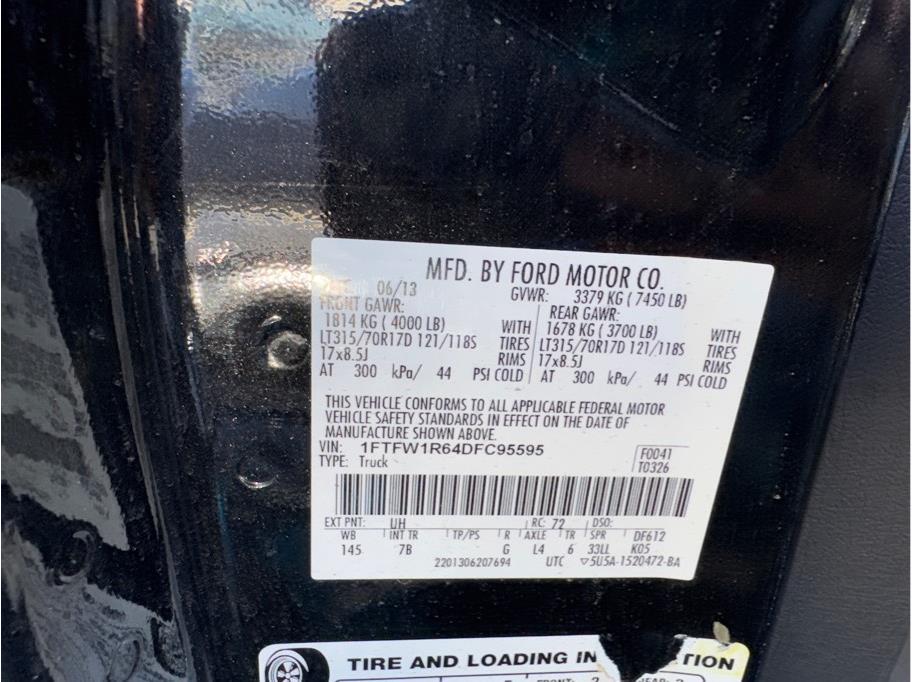 MFD. BY FORD MOTOR CO.
06/13 GVWR: 3379 KG ( 7450 LB)
FRONT GAWR: REAR GAWR:
1814 KG ( 4000 LB) WITH 1678 KG ( 3700 LB) WITH
LT315/70R17D 121/118S TIRES LT315/70R17D 121/118S TIRES
17x8.5J RIMS 17x8.5J RIMS
AT 300 kPa/ 44 PSI COLD AT 300 kPa/ 44 PSI COLD
THIS VEHICLE CONFORMS TO ALL APPLICABLE FEDERAL MOTOR
VEHICLE SAFETY STANDARDS IN EFFECT ON THE DATE OF
MANUFACTURE SHOWN ABOVE.
VIN: 1FTFW1R64DFC95595 F0041
TYPE: Truck T0326
EXT PNT: UH RC: 72 DSO:
WB INT TR TP/PS R AXLE TR SPR DF612
145 7B G L4 6 33LL K05
2201306207694 UTC ▽5U5A-1520472-BA
TIRE AND LOADING IN TION